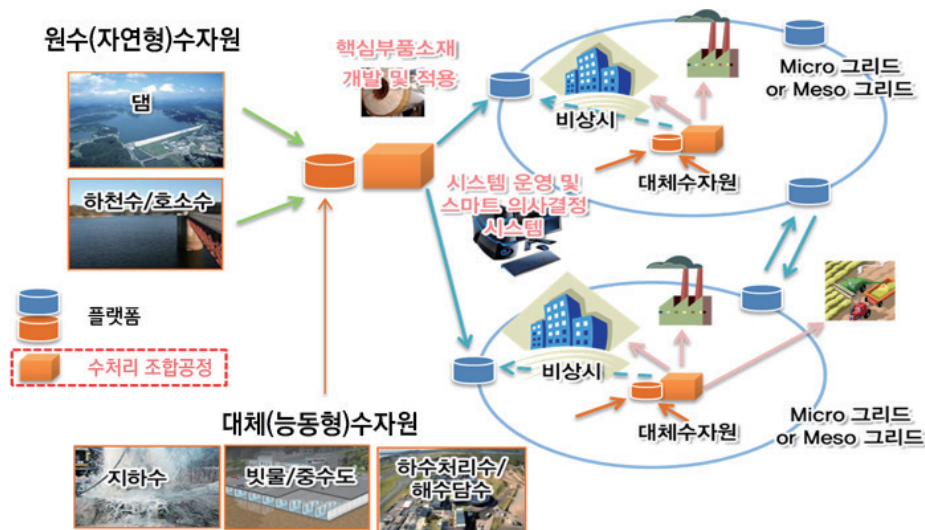 원수(자연형)수자원
댐
하천수/호소수
플랫폼
수처리 조합공정
핵심부품소재
개발 및 적용
시스템 운영 및
스마트 의사결정
시스템
비상시
대체수자원
Micro 그리드
or Meso 그리드
비상시
대체수자원
Micro 그리드
or Meso 그리드
대체(능동형)수자원
지하수
빗물/중수도
하수처리수/
해수담수